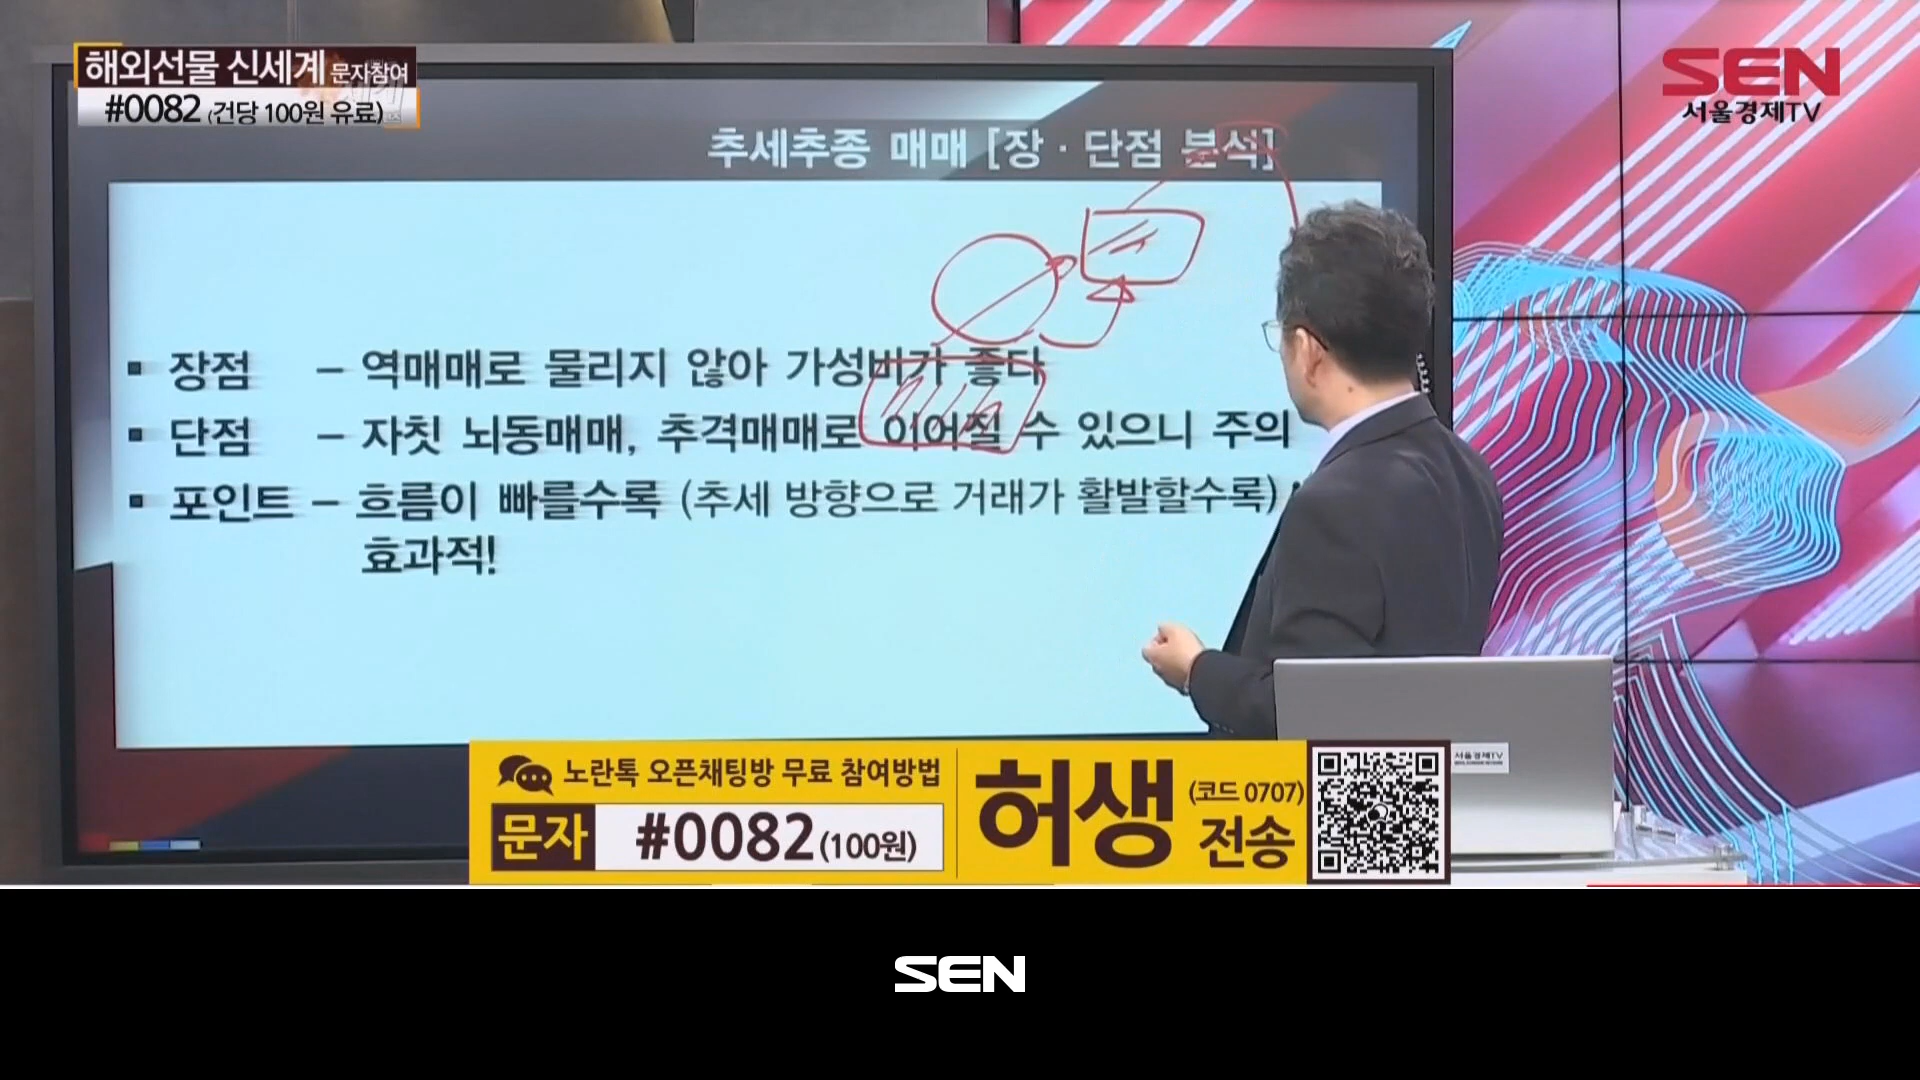 해외선물 신세계 문자참여
#0082 (건당 100원 유료)
SEN
서울경제TV
추세추종 매매 [장 · 단점 분석]
▪ 장점 – 역매매로 물리지 않아 가성비가 좋다
▪ 단점 – 자칫 뇌동매매, 추격매매로 이어질 수 있으니 주의
▪ 포인트 – 흐름이 빠를수록 (추세 방향으로 거래가 활발할수록)
효과적!
노란톡 오픈채팅방 무료 참여방법
문자 #0082 (100원)
허생 (코드 0707) 전송
서울경제TV
SEN